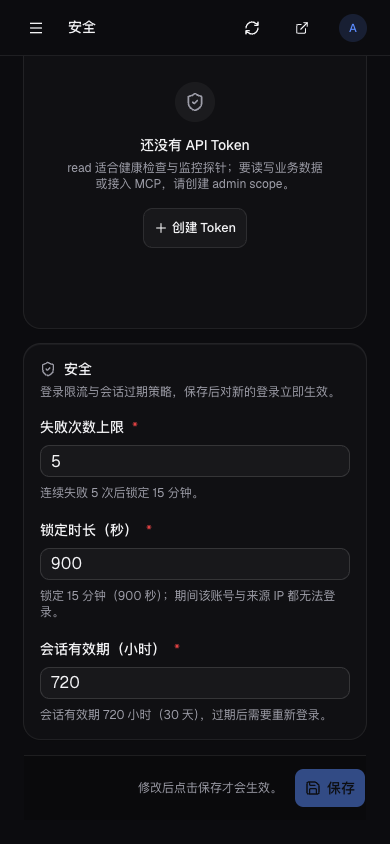 安全
A
还没有 API Token
read 适合健康检查与监控探针；要读写业务数据
或接入 MCP，请创建 admin scope。
创建 Token
安全
登录限流与会话过期策略，保存后对新的登录立即生效。
失败次数上限 *
5
连续失败 5 次后锁定 15 分钟。
锁定时长（秒） *
900
锁定 15 分钟（900 秒）；期间该账号与来源 IP 都无法登
录。
会话有效期（小时） *
720
会话有效期 720 小时（30 天），过期后需要重新登录。
修改后点击保存才会生效。
保存